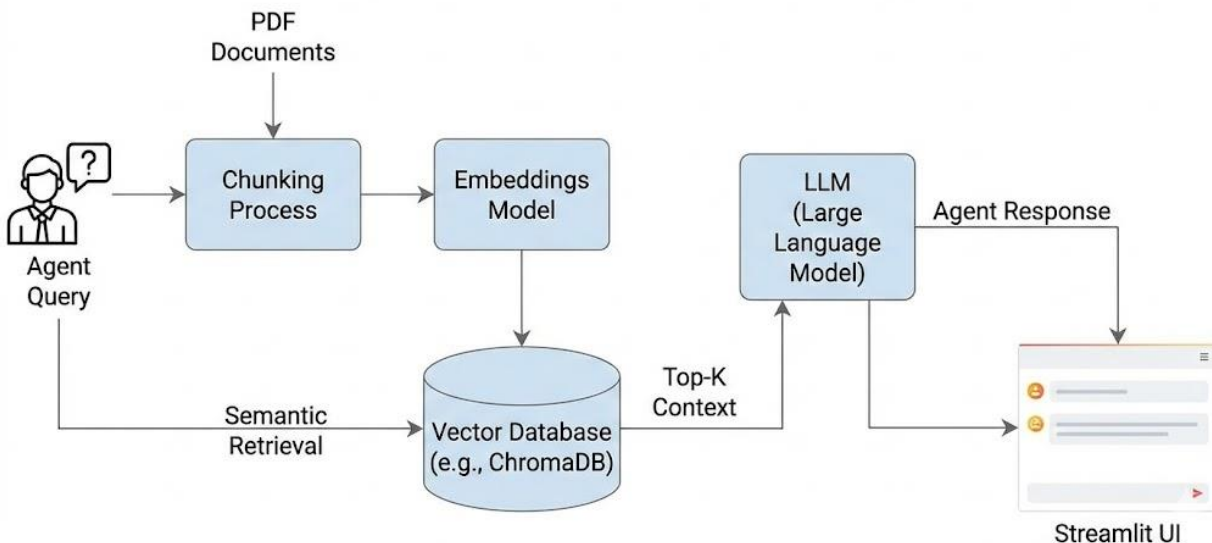 PDF
Documents
?
Chunking
Process
Embeddings
Model
LLM
(Large
Language
Model)
Agent Response
Agent
Query
Semantic
Retrieval
Vector Database
(e.g., ChromaDB)
Top-K
Context
Streamlit UI